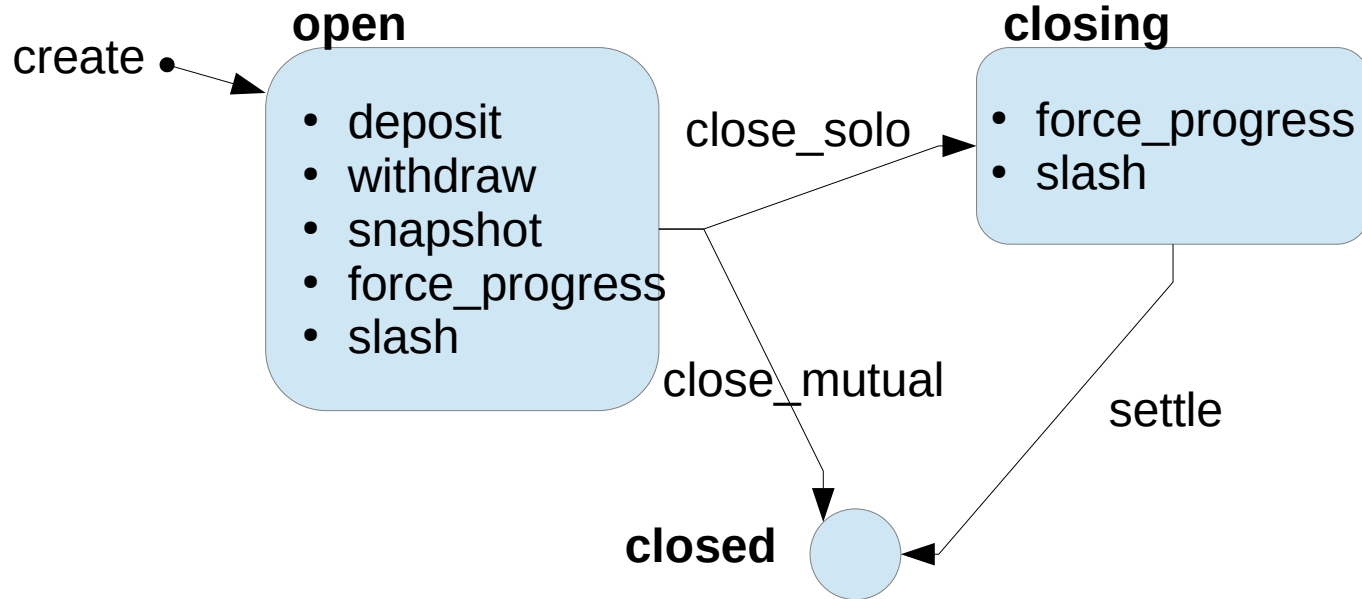 open
create
• deposit
• withdraw
• snapshot
• force_progress
• slash
close_solo
close_mutual
closing
• force_progress
• slash
settle
closed